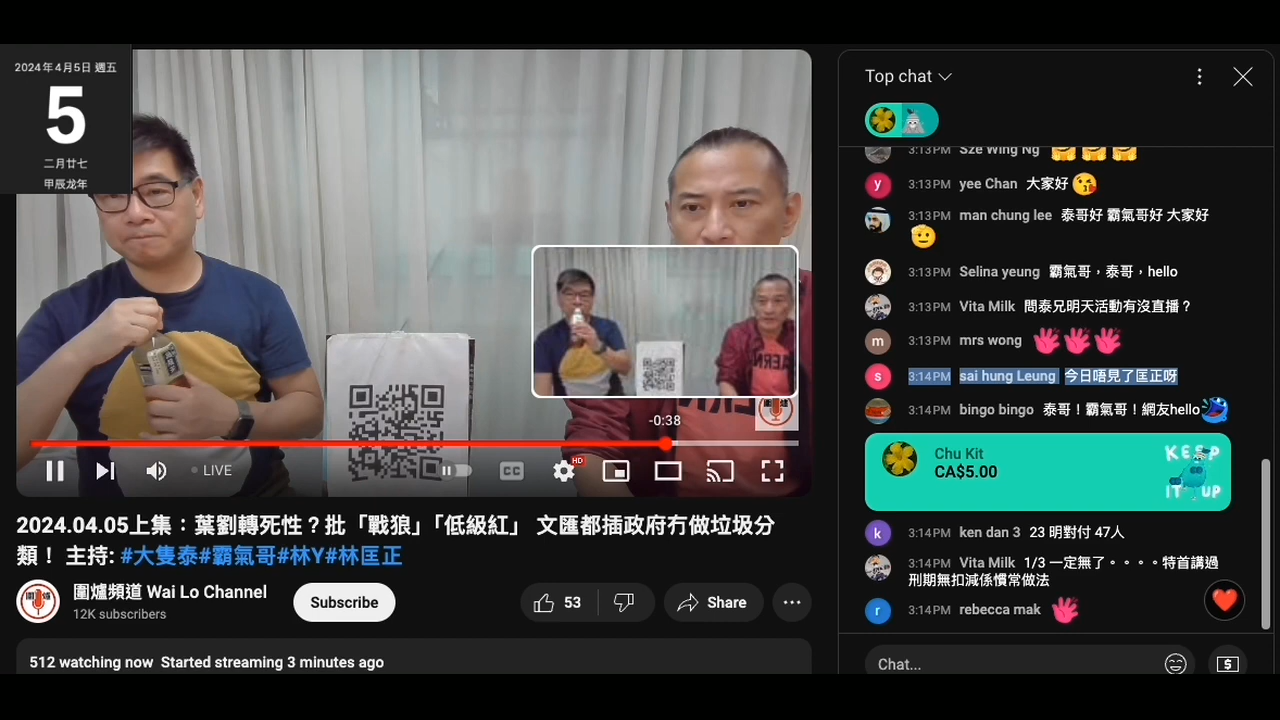 2024年4月5日 週五
5
二月廿七
甲辰龙年
-0:38
LIVE
CC
HD
2024.04.05上集：葉劉轉死性？批「戰狼」「低級紅」 文匯都插政府冇做垃圾分
類！ 主持: #大隻泰#霸氣哥#林Y#林匡正
圍爐頻道 Wai Lo Channel
12K subscribers
Subscribe
53
Share
512 watching now Started streaming 3 minutes ago
Top chat
3:13PM Sze Wing Ng 🤗🤗🤗
3:13PM yee Chan 大家好 😘
3:13PM man chung lee 泰哥好 霸氣哥好 大家好
🫡
3:13PM Selina yeung 霸氣哥，泰哥，hello
3:13PM Vita Milk 問泰兄明天活動有沒直播？
3:13PM mrs wong
3:14PM sai hung Leung 今日唔見了匡正呀
3:14PM bingo bingo 泰哥！霸氣哥！網友hello
Chu Kit
CA$5.00
KEEP
IT UP
3:14PM ken dan 3 23 明對付 47人
3:14PM Vita Milk 1/3 一定無了。。。。特首講過
刑期無扣減係慣常做法
3:14PM rebecca mak
Chat...